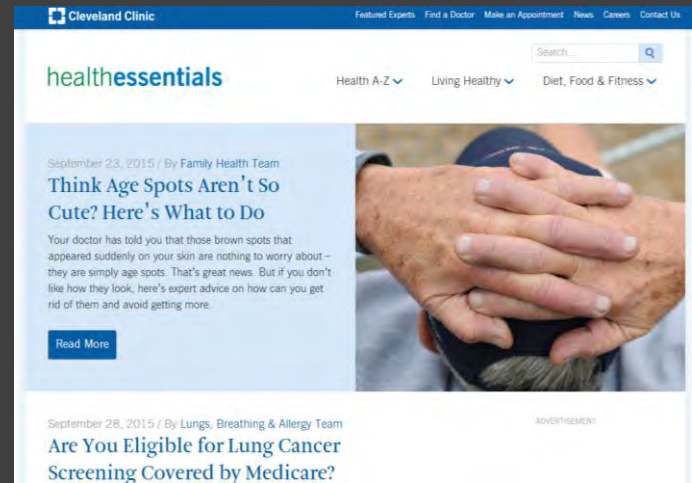 Cleveland Clinic
Featured Experts Find a Doctor Make an Appointment News Careers Contact Us
Search...
healthessentials
Health A-Z Living Healthy Diet, Food & Fitness
September 23, 2015 / By Family Health Team
Think Age Spots Aren't So
Cute? Here's What to Do
Your doctor has told you that those brown spots that
appeared suddenly on your skin are nothing to worry about –
they are simply age spots. That's great news. But if you don't
like how they look, here's expert advice on how can you get
rid of them and avoid getting more.
Read More
September 28, 2015 / By Lungs, Breathing & Allergy Team
ADVERTISEMENT
Are You Eligible for Lung Cancer
Screening Covered by Medicare?